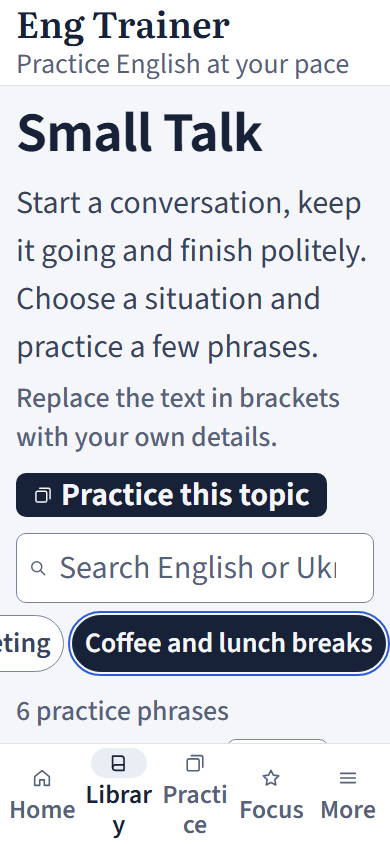 Eng Trainer
Practice English at your pace
Small Talk
Start a conversation, keep
it going and finish politely.
Choose a situation and
practice a few phrases.
Replace the text in brackets
with your own details.
Practice this topic
Search English or Uk
eting
Coffee and lunch breaks
6 practice phrases
Home
Librar
y
Practi
ce
Focus
More